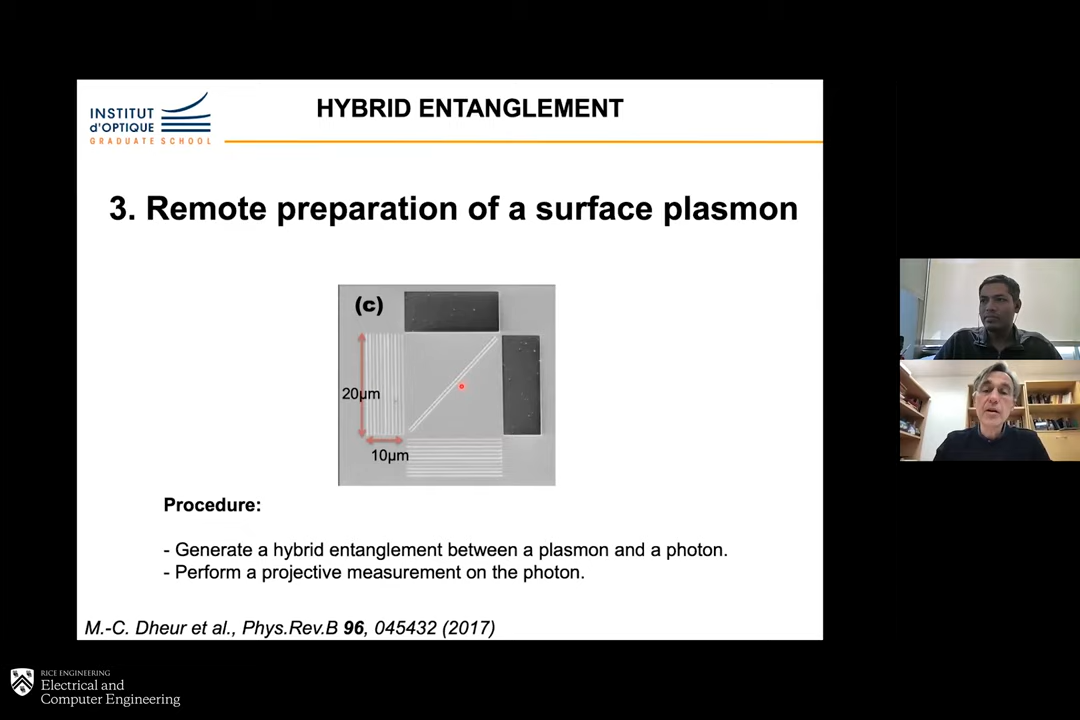 INSTITUT
d'OPTIQUE
GRADUATE SCHOOL
HYBRID ENTANGLEMENT
3. Remote preparation of a surface plasmon
(c)
20µm
10µm
Procedure:
- Generate a hybrid entanglement between a plasmon and a photon.
- Perform a projective measurement on the photon.
M.-C. Dheur et al., Phys.Rev.B 96, 045432 (2017)
RICE ENGINEERING
Electrical and
Computer Engineering